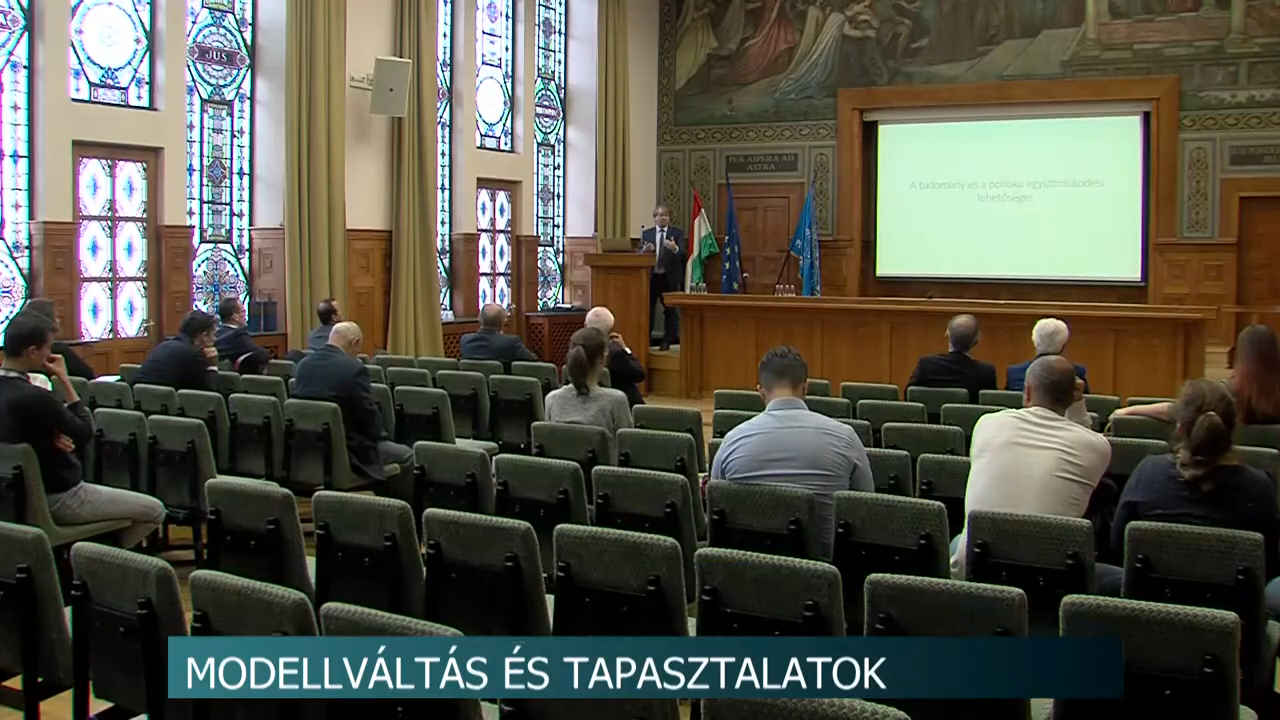 JUS
PER ASPERA AD
ASTRA
A tudomány és a politika együttműködési
lehetőségei
MODELLVÁLTÁS ÉS TAPASZTALATOK